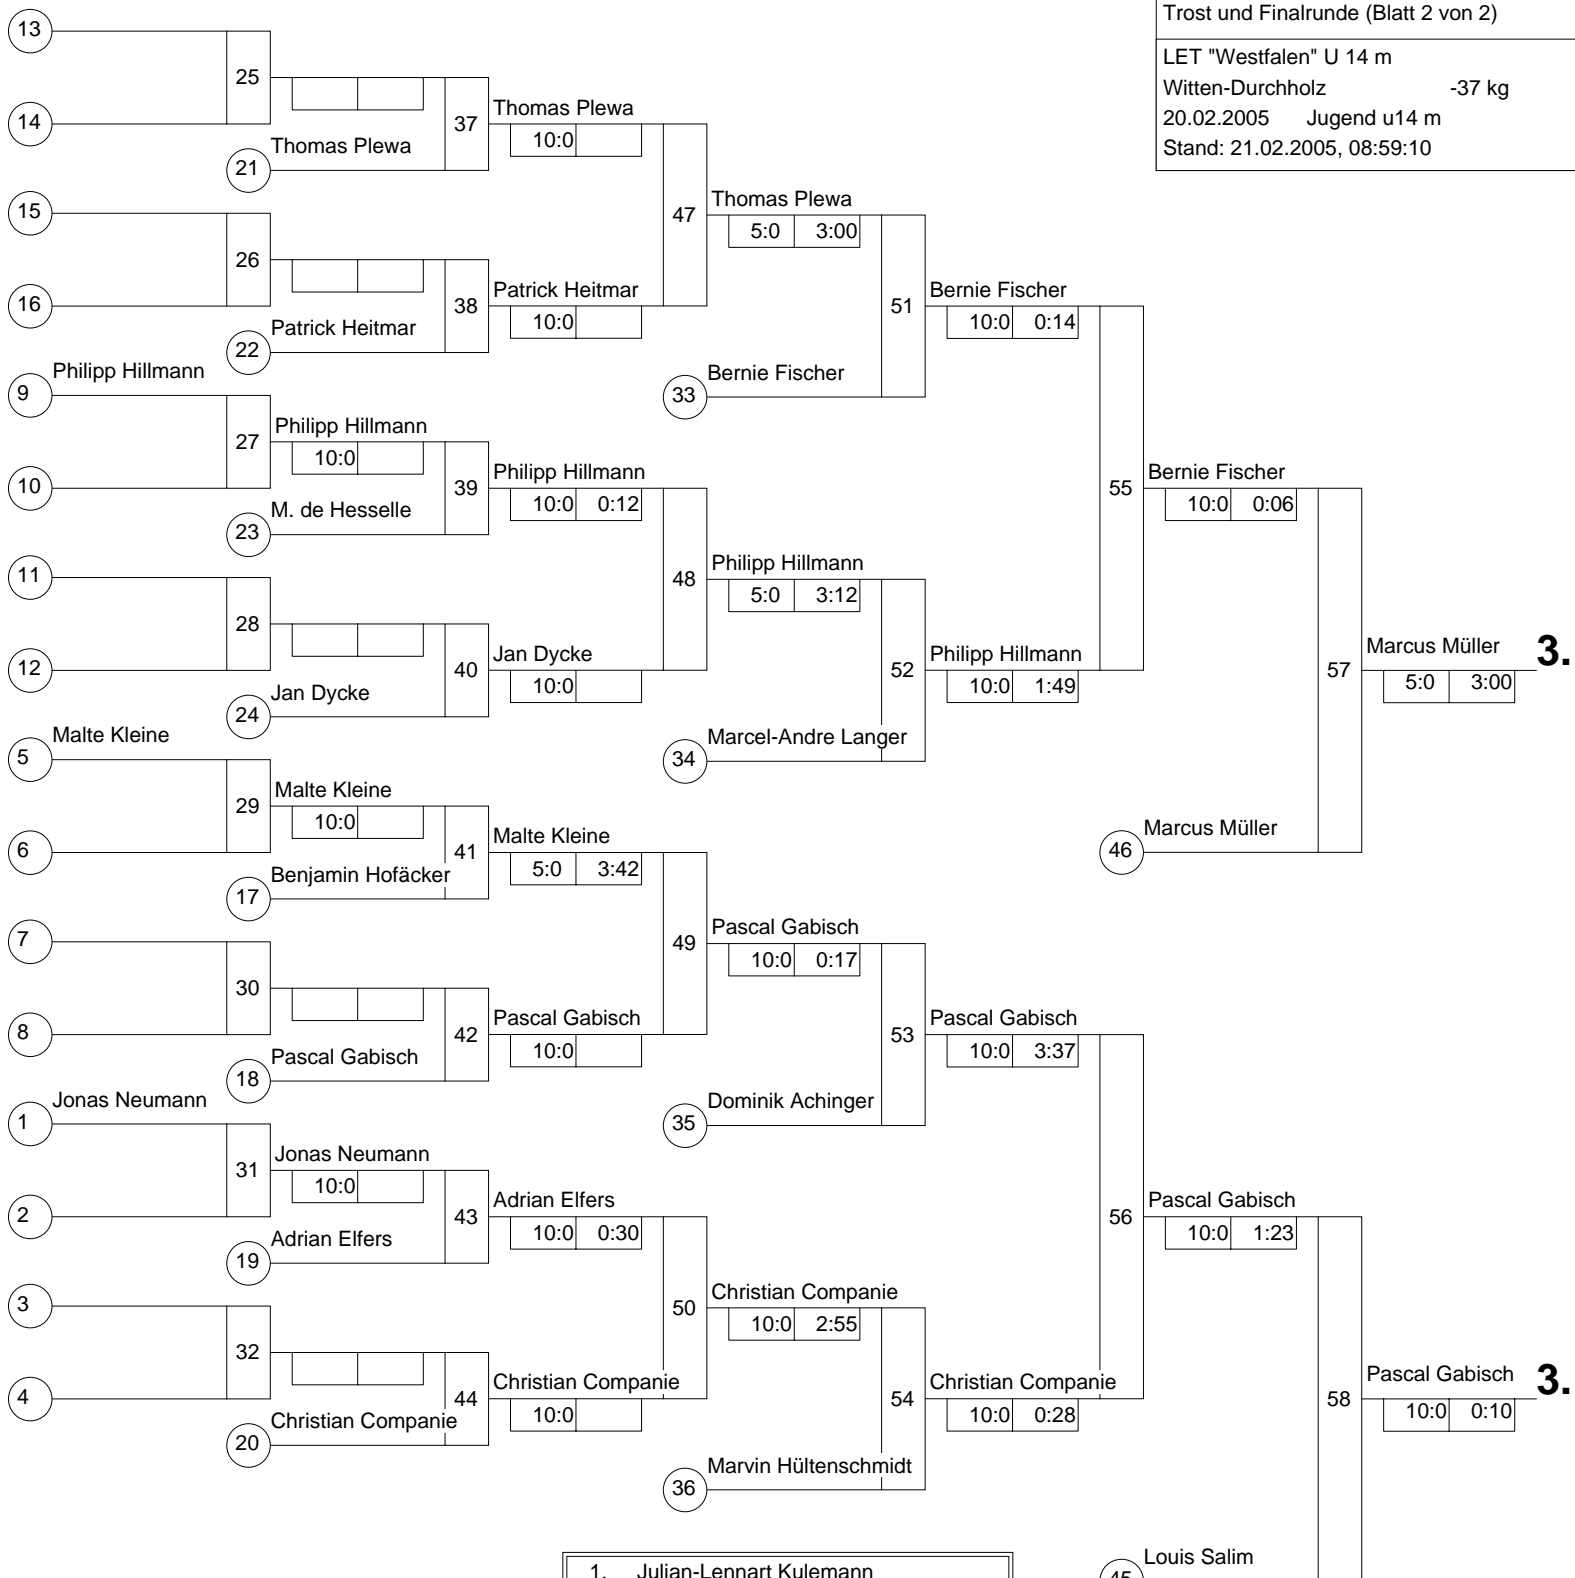 Trost und Finalrunde (Blatt 2 von 2)
LET "Westfalen" U 14 m
Witten-Durchholz -37 kg
20.02.2005 Jugend u14 m
Stand: 21.02.2005, 08:59:10
13
25
14
37
Thomas Plewa
10:0
Thomas Plewa
21
15
47
Thomas Plewa
5:0 3:00
26
16
38
Patrick Heitmar
10:0
Patrick Heitmar
22
51
Bernie Fischer
10:0 0:14
Philipp Hillmann
9
Bernie Fischer
33
27
Philipp Hillmann
10:0
10
39
Philipp Hillmann
10:0 0:12
M. de Hesselle
23
55
Bernie Fischer
10:0 0:06
11
48
Philipp Hillmann
5:0 3:12
28
12
40
Jan Dycke
10:0
Jan Dycke
24
52
Philipp Hillmann
10:0 1:49
57
Marcus Müller
3.
5:0 3:00
Malte Kleine
5
Marcel-Andre Langer
34
29
Malte Kleine
10:0
6
41
Malte Kleine
5:0 3:42
Marcus Müller
46
Benjamin Hofäcker
17
7
49
Pascal Gabisch
10:0 0:17
30
8
42
Pascal Gabisch
10:0
Pascal Gabisch
18
53
Pascal Gabisch
10:0 3:37
Jonas Neumann
1
Dominik Achinger
35
31
Jonas Neumann
10:0
2
43
Adrian Elfers
10:0 0:30
Adrian Elfers
19
56
Pascal Gabisch
10:0 1:23
3
50
Christian Companie
10:0 2:55
32
4
44
Christian Companie
10:0
Christian Companie
20
54
Christian Companie
10:0 0:28
58
Pascal Gabisch
3.
10:0 0:10
Marvin Hültenschmidt
36
1. Julian-Lennart Kulemann
Louis Salim
45